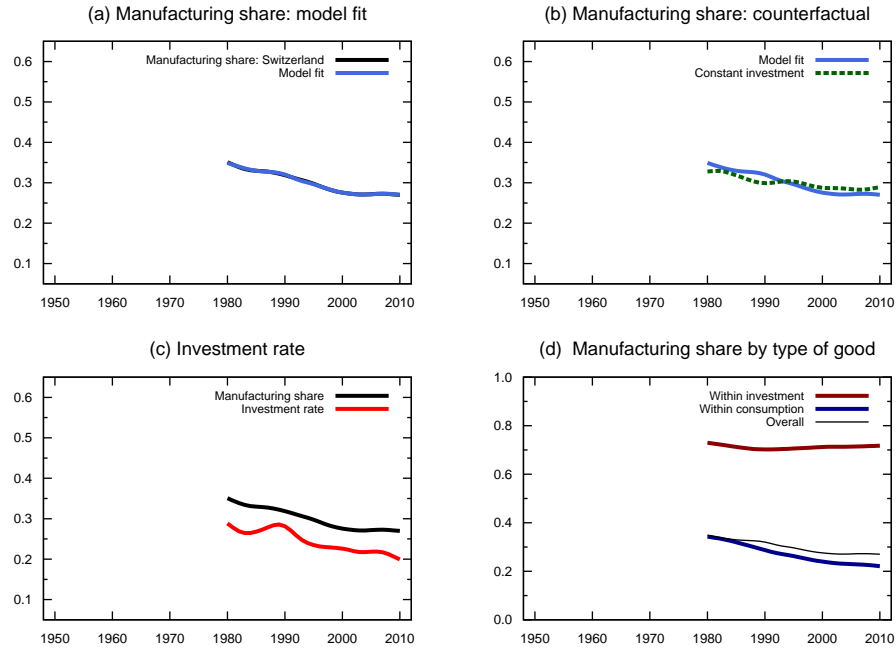 (a) Manufacturing share: model fit
Manufacturing share: Switzerland
Model fit
0.6
0.5
0.4
0.3
0.2
0.1
1950 1960 1970 1980 1990 2000 2010
(b) Manufacturing share: counterfactual
Model fit
Constant investment
0.6
0.5
0.4
0.3
0.2
0.1
1950 1960 1970 1980 1990 2000 2010
(c) Investment rate
Manufacturing share
Investment rate
0.6
0.5
0.4
0.3
0.2
0.1
1950 1960 1970 1980 1990 2000 2010
(d) Manufacturing share by type of good
Within investment
Within consumption
Overall
1.0
0.8
0.6
0.4
0.2
0.0
1950 1960 1970 1980 1990 2000 2010